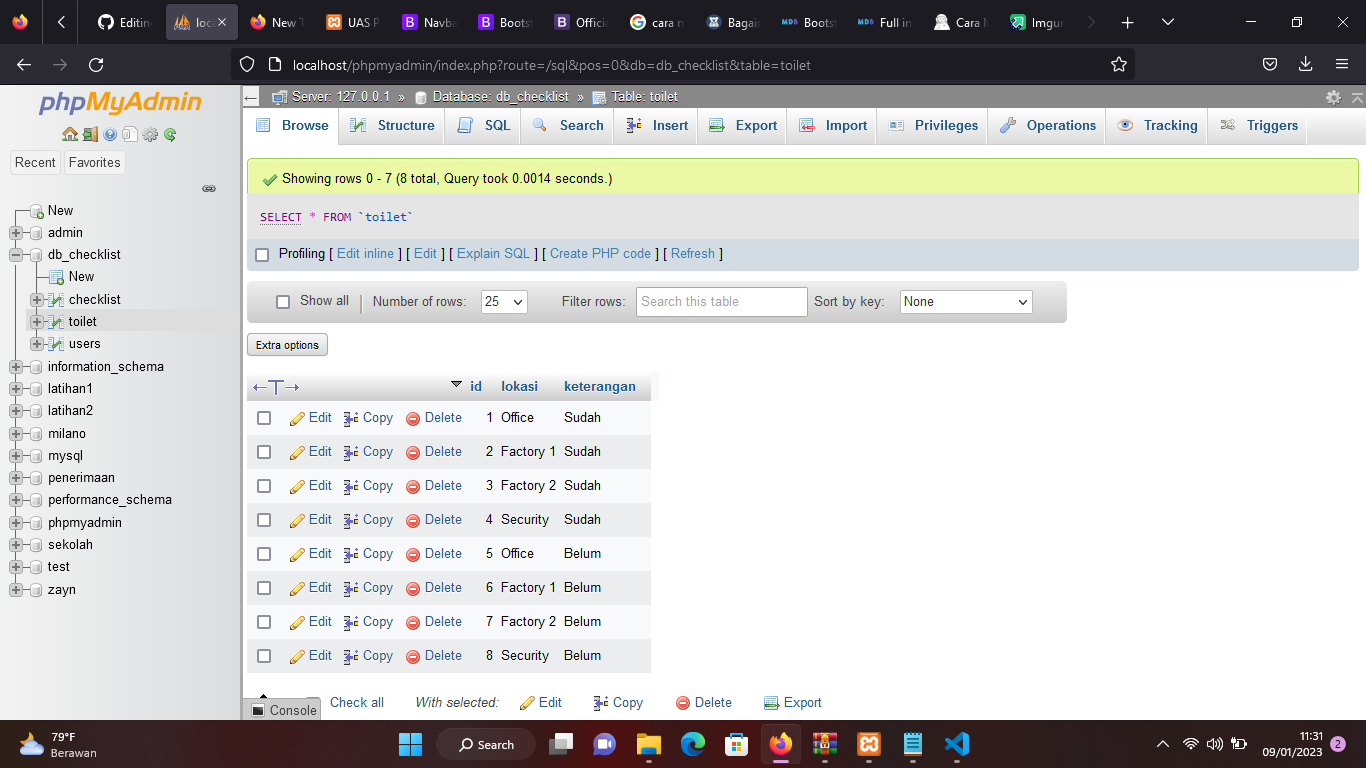 Editin
loca
New T
UAS P
Navba
Boots
Officia
cara m
Bagain
MDB Boots
MDB Full in
Cara M
Imgur
localhost/phpmyadmin/index.php?route=/sql&pos=0&db=db_checklist&table=toilet
phpMyAdmin
Recent Favorites
New
admin
db_checklist
New
checklist
toilet
users
information_schema
latihan1
latihan2
milano
mysql
penerimaan
performance_schema
phpmyadmin
sekolah
test
zayn
Server: 127.0.0.1 » Database: db_checklist » Table: toilet
Browse Structure SQL Search Insert Export Import Privileges Operations Tracking Triggers
Showing rows 0 - 7 (8 total, Query took 0.0014 seconds.)
SELECT * FROM `toilet`
Profiling [ Edit inline ] [ Edit ] [ Explain SQL ] [ Create PHP code ] [ Refresh ]
Show all Number of rows: 25 Filter rows: Search this table Sort by key: None
Extra options
←T→ id lokasi keterangan
Edit Copy Delete 1 Office Sudah
Edit Copy Delete 2 Factory 1 Sudah
Edit Copy Delete 3 Factory 2 Sudah
Edit Copy Delete 4 Security Sudah
Edit Copy Delete 5 Office Belum
Edit Copy Delete 6 Factory 1 Belum
Edit Copy Delete 7 Factory 2 Belum
Edit Copy Delete 8 Security Belum
Check all With selected: Edit Copy Delete Export
Console
79°F
Berawan
Search
11:31
09/01/2023
2